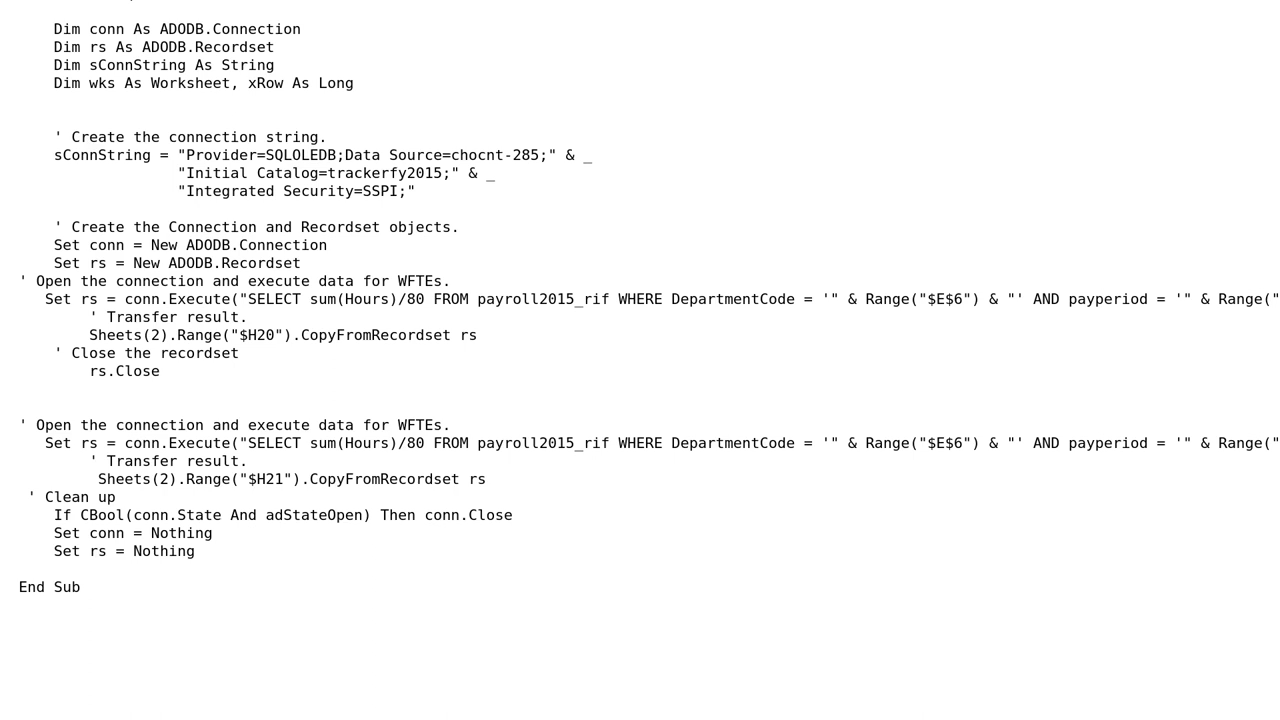 Dim conn As ADODB.Connection
Dim rs As ADODB.Recordset
Dim sConnString As String
Dim wks As Worksheet, xRow As Long
' Create the connection string.
sConnString = "Provider=SQLOLEDB;Data Source=chocnt-285;" & _
"Initial Catalog=trackerfy2015;" & _
"Integrated Security=SSPI;"
' Create the Connection and Recordset objects.
Set conn = New ADODB.Connection
Set rs = New ADODB.Recordset
' Open the connection and execute data for WFTEs.
Set rs = conn.Execute("SELECT sum(Hours)/80 FROM payroll2015_rif WHERE DepartmentCode = '" & Range("$E$6") & "' AND payperiod = '" & Range("
' Transfer result.
Sheets(2).Range("$H20").CopyFromRecordset rs
' Close the recordset
rs.Close
' Open the connection and execute data for WFTEs.
Set rs = conn.Execute("SELECT sum(Hours)/80 FROM payroll2015_rif WHERE DepartmentCode = '" & Range("$E$6") & "' AND payperiod = '" & Range("
' Transfer result.
Sheets(2).Range("$H21").CopyFromRecordset rs
' Clean up
If CBool(conn.State And adStateOpen) Then conn.Close
Set conn = Nothing
Set rs = Nothing
End Sub